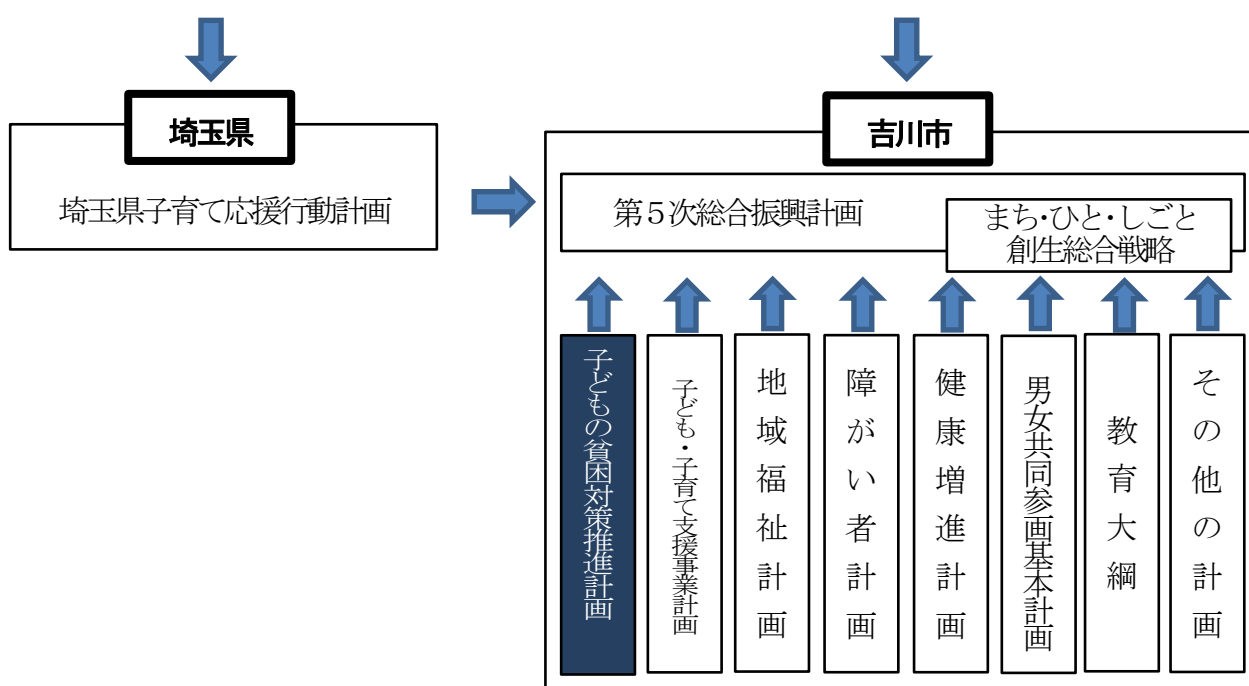 埼玉県
埼玉県子育て応援行動計画
吉川市
第５次総合振興計画
まち・ひと・しごと
創生総合戦略
子どもの貧困対策推進計画
子ども・子育て支援事業計画
地域福祉計画
障がい者計画
健康増進計画
男女共同参画基本計画
教育大綱
その他の計画